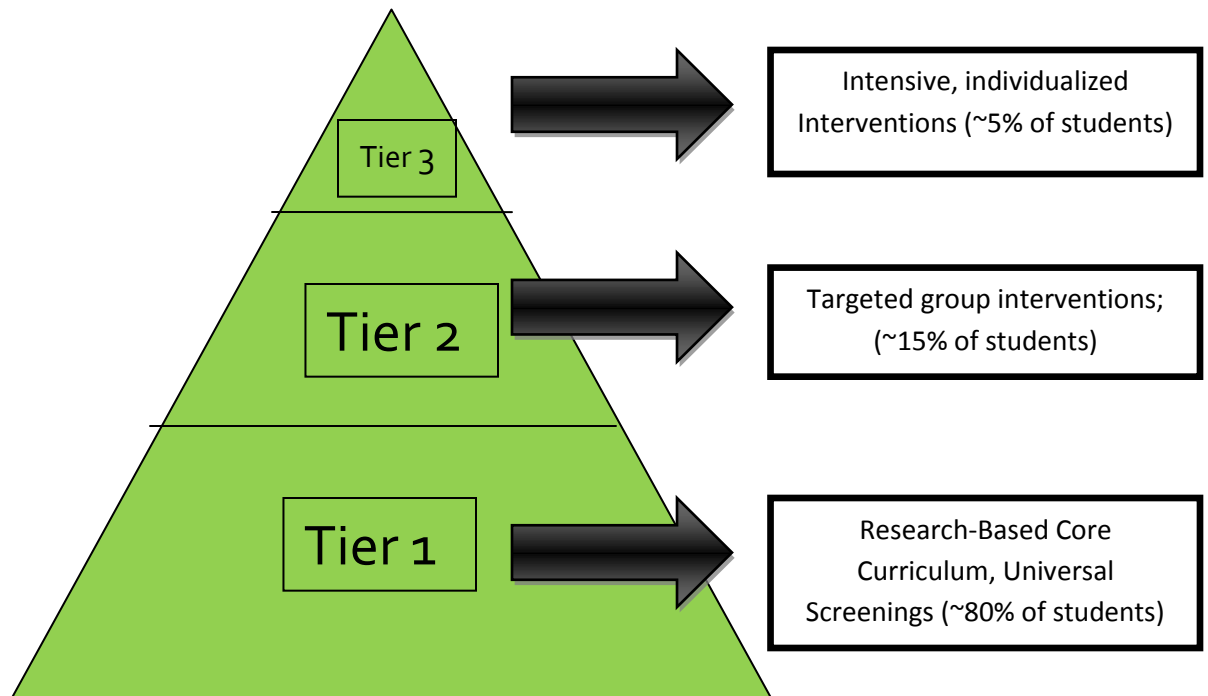 Tier 3
Intensive, individualized
Interventions (~5% of students)
Tier 2
Targeted group interventions;
(~15% of students)
Tier 1
Research-Based Core
Curriculum, Universal
Screenings (~80% of students)